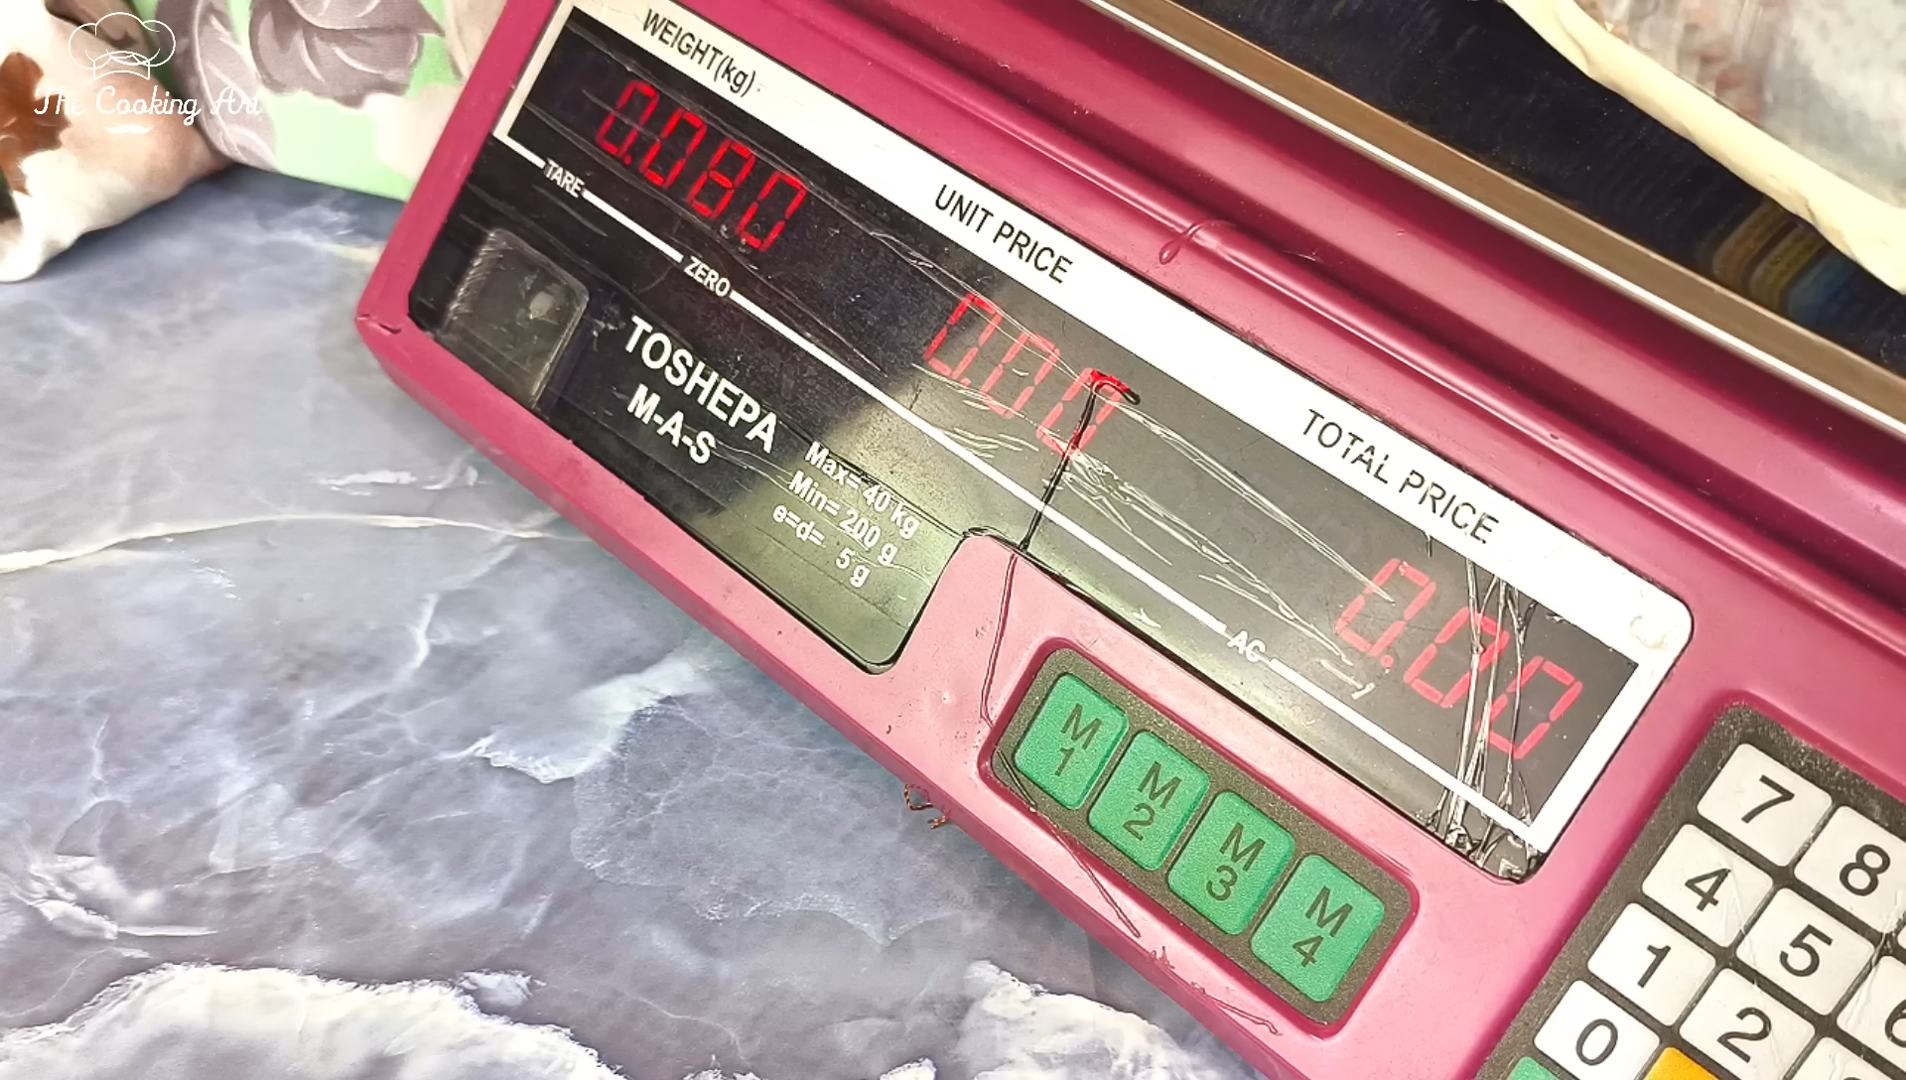 The Cooking Art
WEIGHT(kg)
0.080
UNIT PRICE
0.00
TOTAL PRICE
0.00
TARE
ZERO
AC
TOSHEPA
M-A-S
Max= 40 kg
Min= 200 g
e=d= 5 g
M
1
M
2
M
3
M
4
7
8
4
5
1
2
0